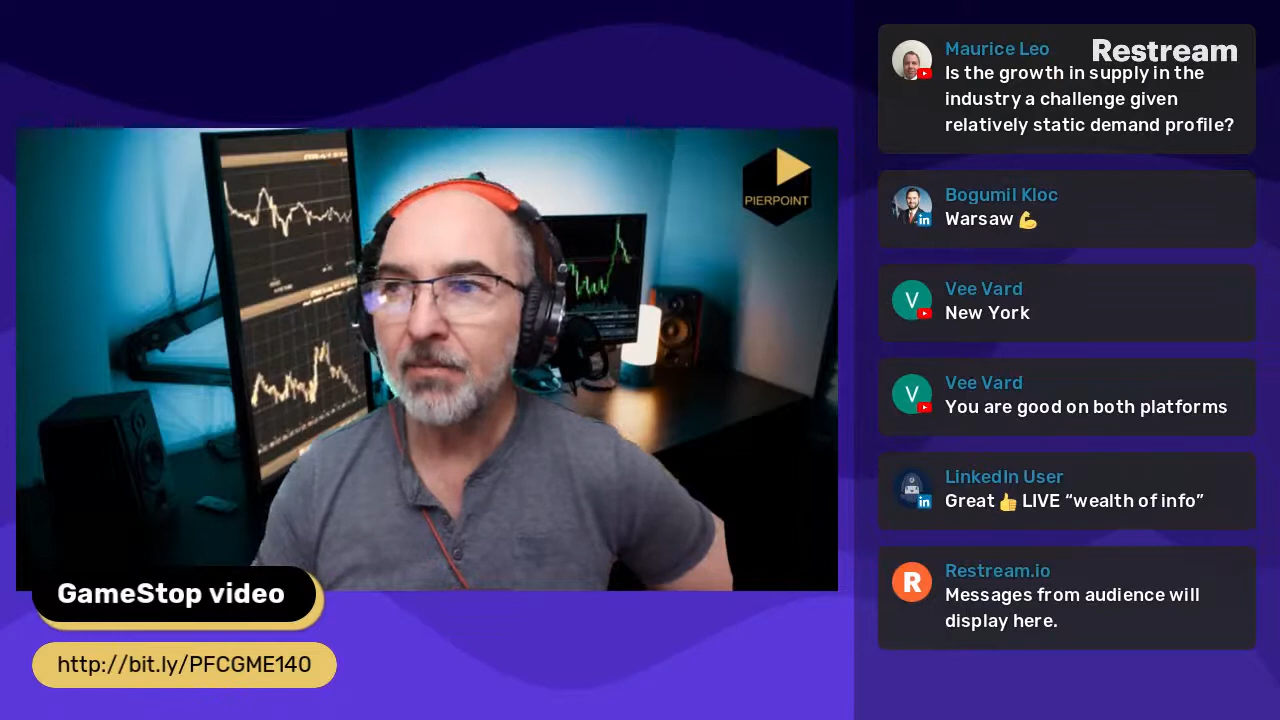 PIERPOINT
GameStop video
http://bit.ly/PFCGME140
Restream
Maurice Leo
Is the growth in supply in the
industry a challenge given
relatively static demand profile?
Bogumil Kloc
Warsaw 💪
V
Vee Vard
New York
V
Vee Vard
You are good on both platforms
LinkedIn User
Great 👍 LIVE “wealth of info”
R
Restream.io
Messages from audience will
display here.